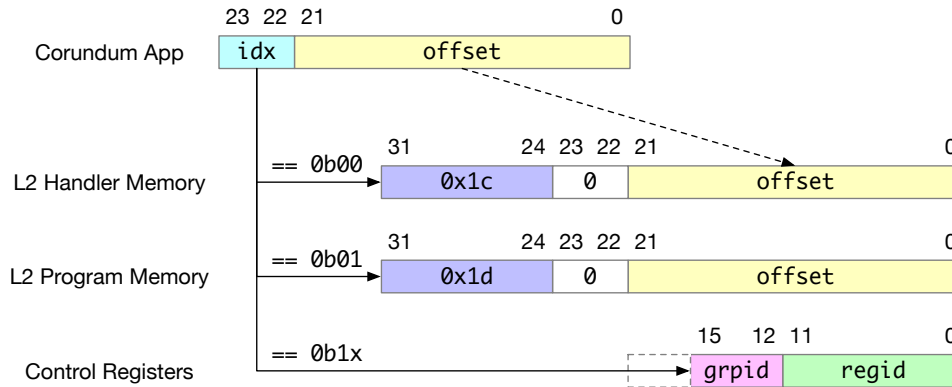 23 22 21 0
Corundum App idx offset
31 24 23 22 21 0
== 0b00
L2 Handler Memory 0x1c 0 offset
31 24 23 22 21 0
== 0b01
L2 Program Memory 0x1d 0 offset
15 12 11 0
== 0b1x
Control Registers grpid regid